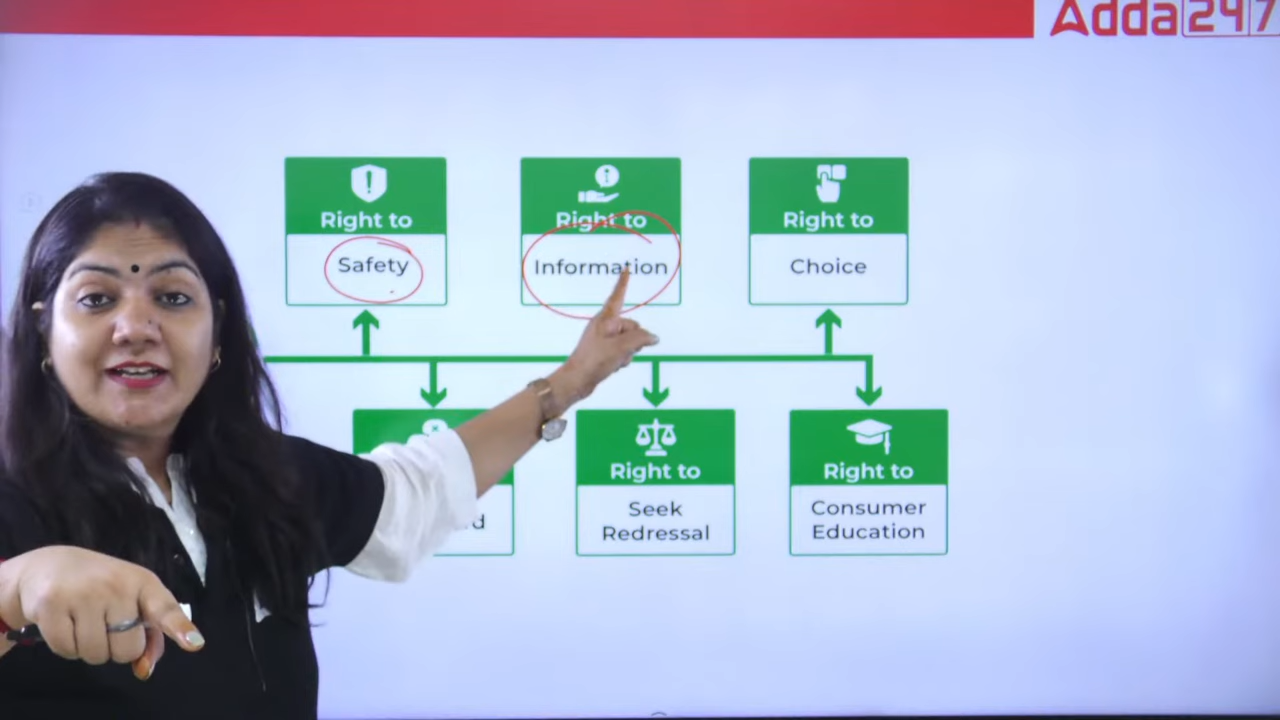 Adda247
Right to
Safety
Right to
Information
Right to
Choice
Right to
Seek
Redressal
Right to
Consumer
Education